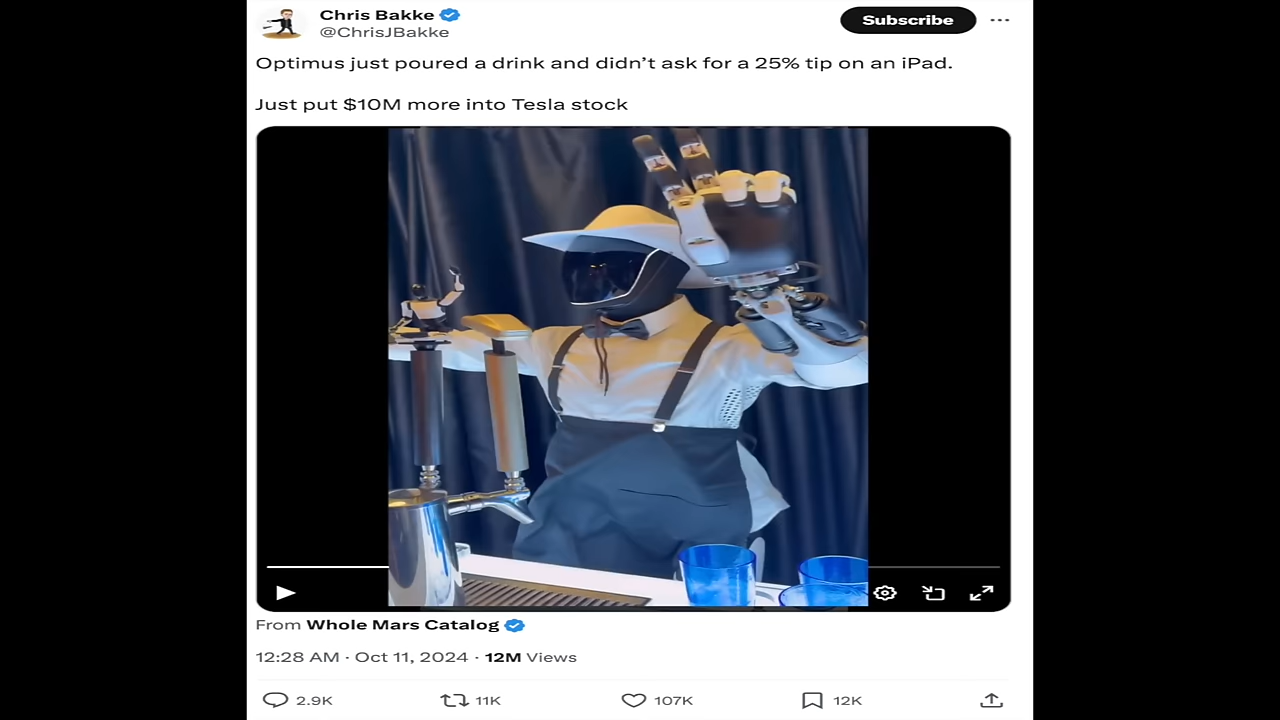 Chris Bakke
@ChrisJBakke
Subscribe
Optimus just poured a drink and didn’t ask for a 25% tip on an iPad.
Just put $10M more into Tesla stock
From Whole Mars Catalog
12:28 AM · Oct 11, 2024 · 12M Views
2.9K 11K 107K 12K